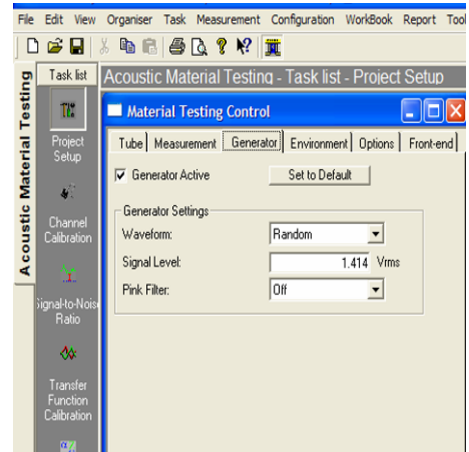 File Edit View Organiser Task Measurement Configuration WorkBook Report Tool
Acoustic Material Testing
Task list
Acoustic Material Testing - Task list - Project Setup
Project
Setup
Channel
Calibration
Signal-to-Noise
Ratio
Transfer
Function
Calibration
Material Testing Control
Tube Measurement Generator Environment Options Front-end
Generator Active Set to Default
Generator Settings
Waveform: Random
Signal Level: 1.414 Vrms
Pink Filter: Off